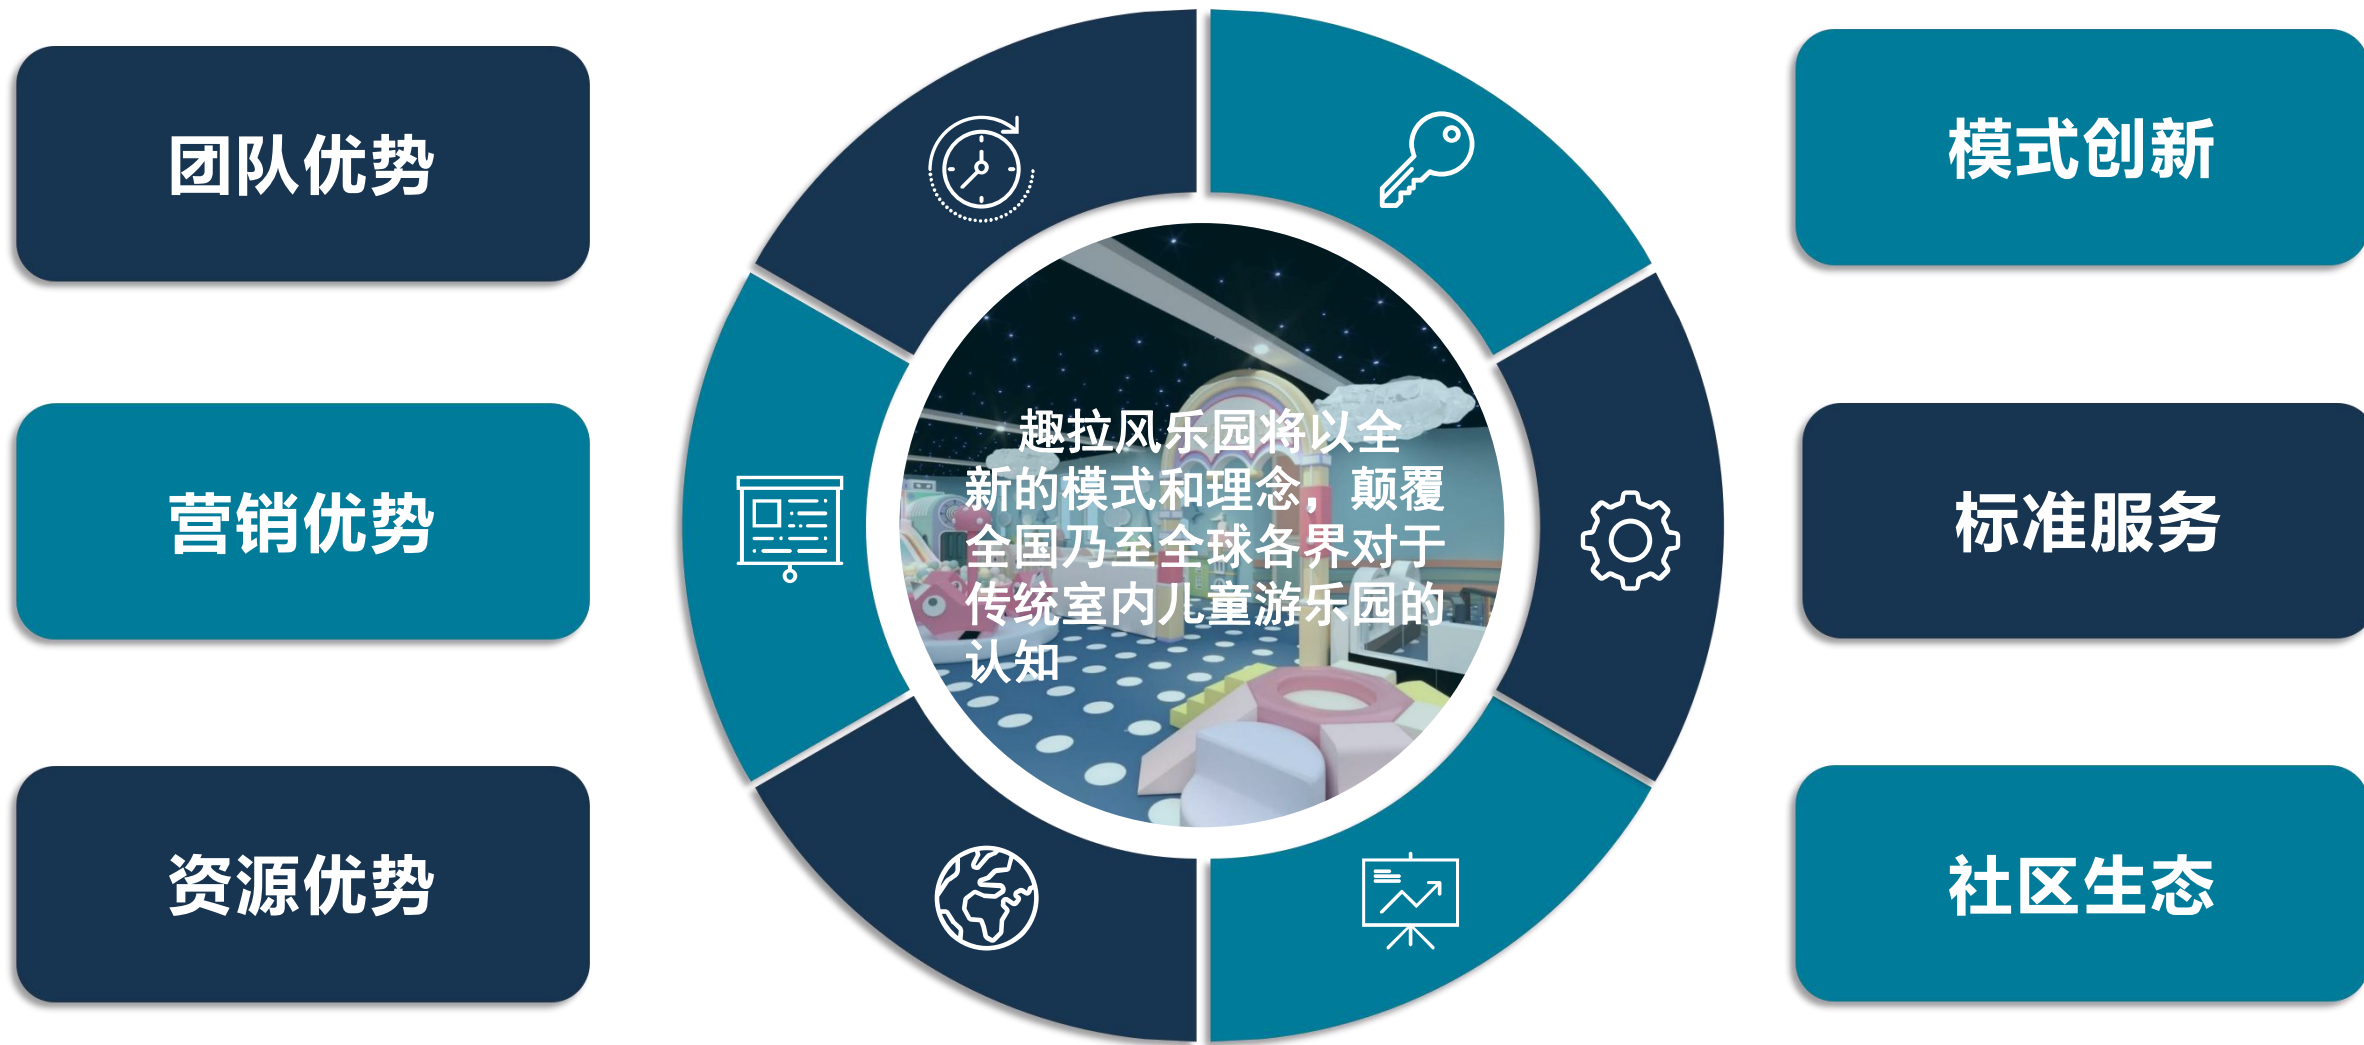 团队优势
营销优势
资源优势
趣拉风乐园将以全
新的模式和理念，颠覆
全国乃至全球各界对于
传统室内儿童游乐园的
认知
模式创新
标准服务
社区生态